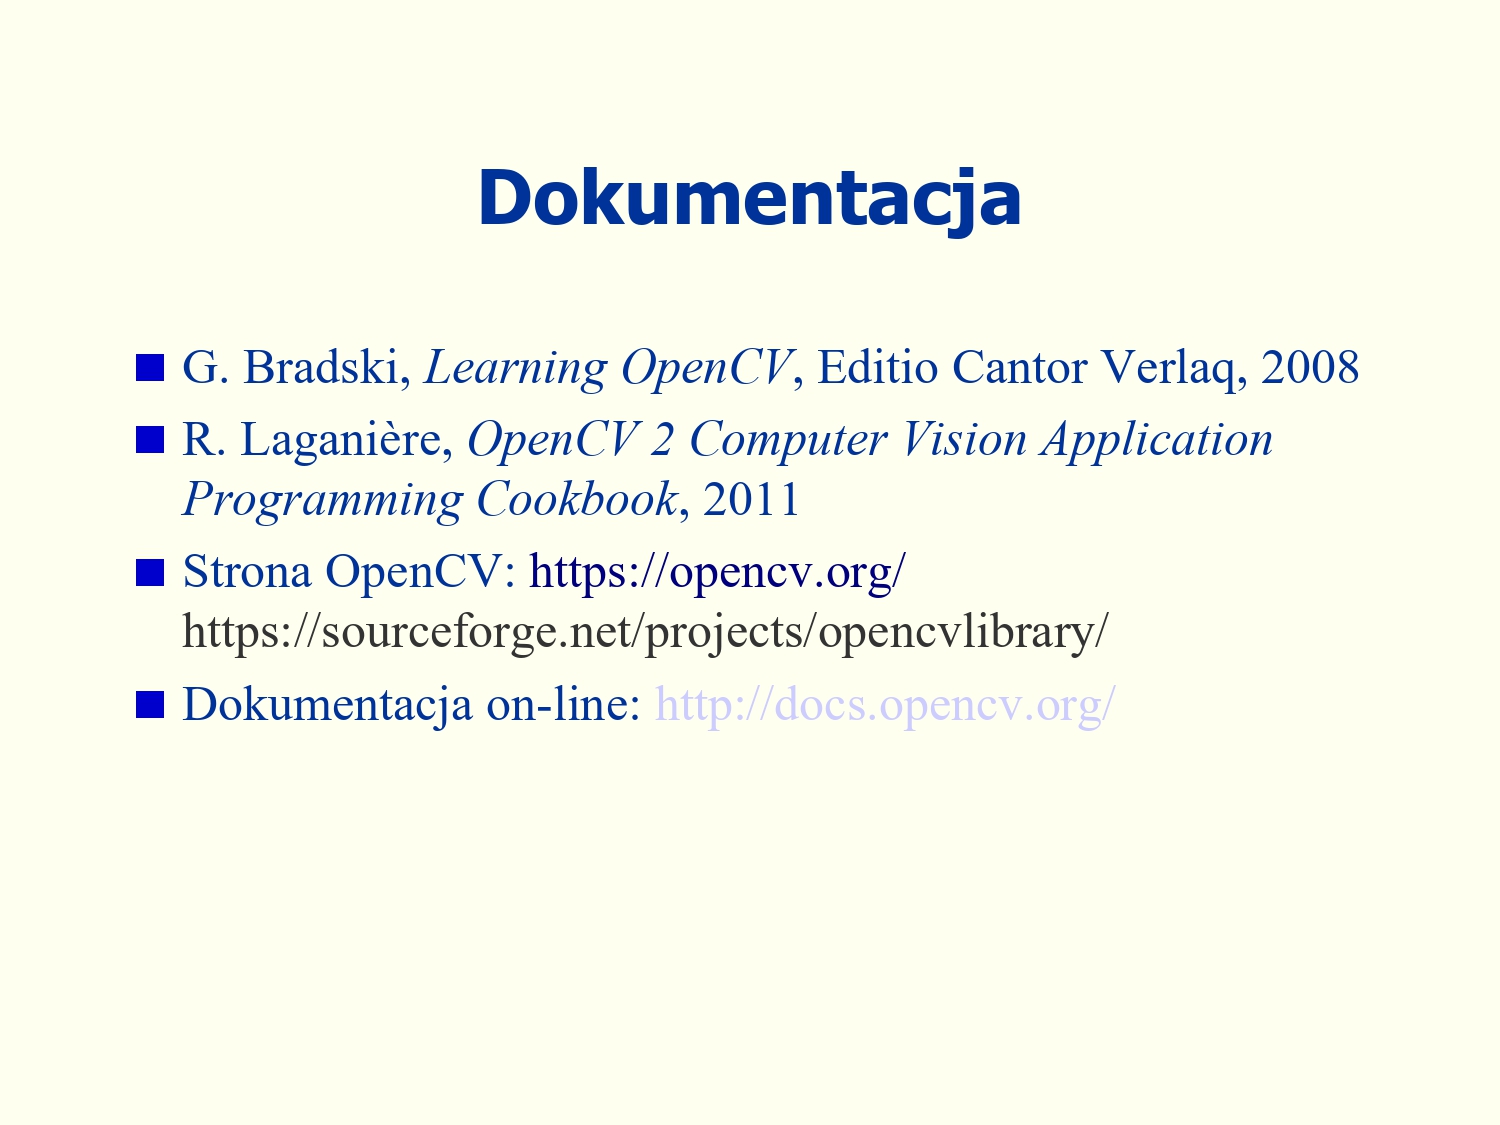 Dokumentacja
G. Bradski, Learning OpenCV, Editio Cantor Verlaq, 2008
R. Laganière, OpenCV 2 Computer Vision Application
Programming Cookbook, 2011
Strona OpenCV: https://opencv.org/
https://sourceforge.net/projects/opencvlibrary/
Dokumentacja on-line: http://docs.opencv.org/